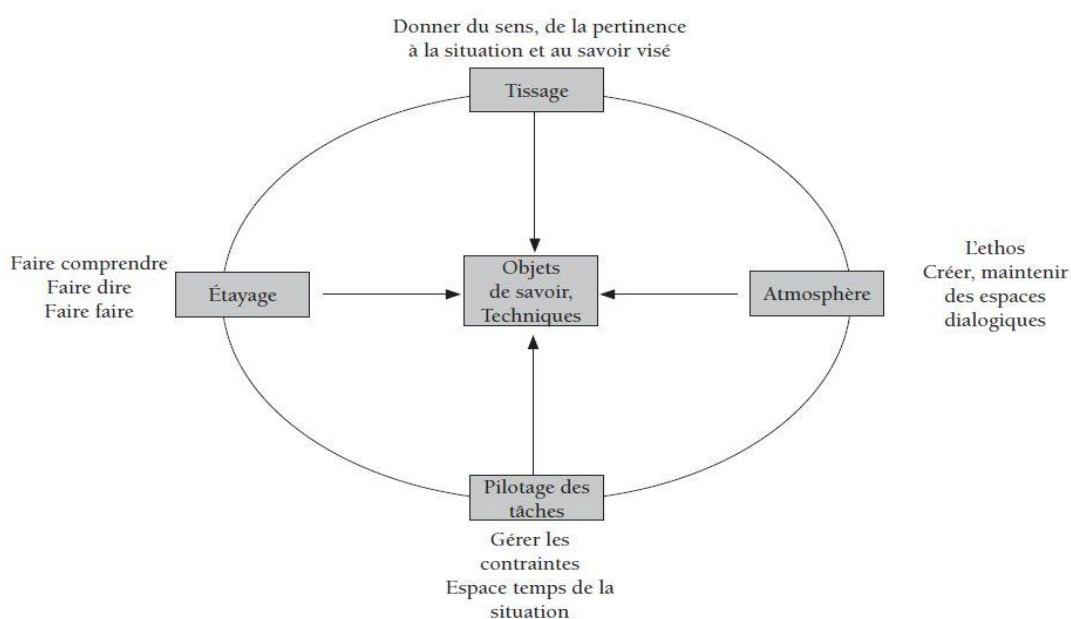 Donner du sens, de la pertinence
à la situation et au savoir visé
Tissage
Faire comprendre
Faire dire
Faire faire
Étayage
Objets
de savoir,
Techniques
Atmosphère
L'ethos
Créer, maintenir
des espaces
dialogiques
Pilotage des
tâches
Gérer les
contraintes
Espace temps de la
situation